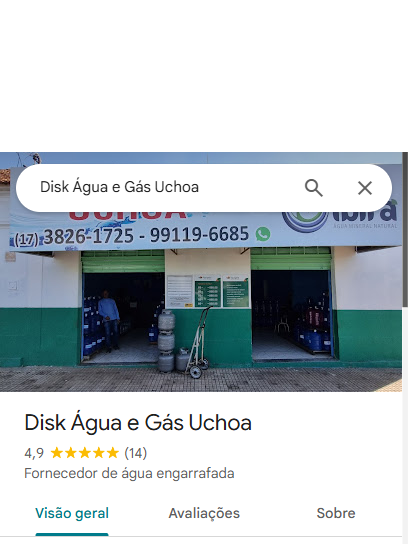 Disk Água e Gás Uchoa
UCHOA
ibirá
ÁGUA MINERAL NATURAL
(17) 3826-1725 - 99119-6685
Disk Água e Gás Uchoa
4,9 (14)
Fornecedor de água engarrafada
Visão geral
Avaliações
Sobre